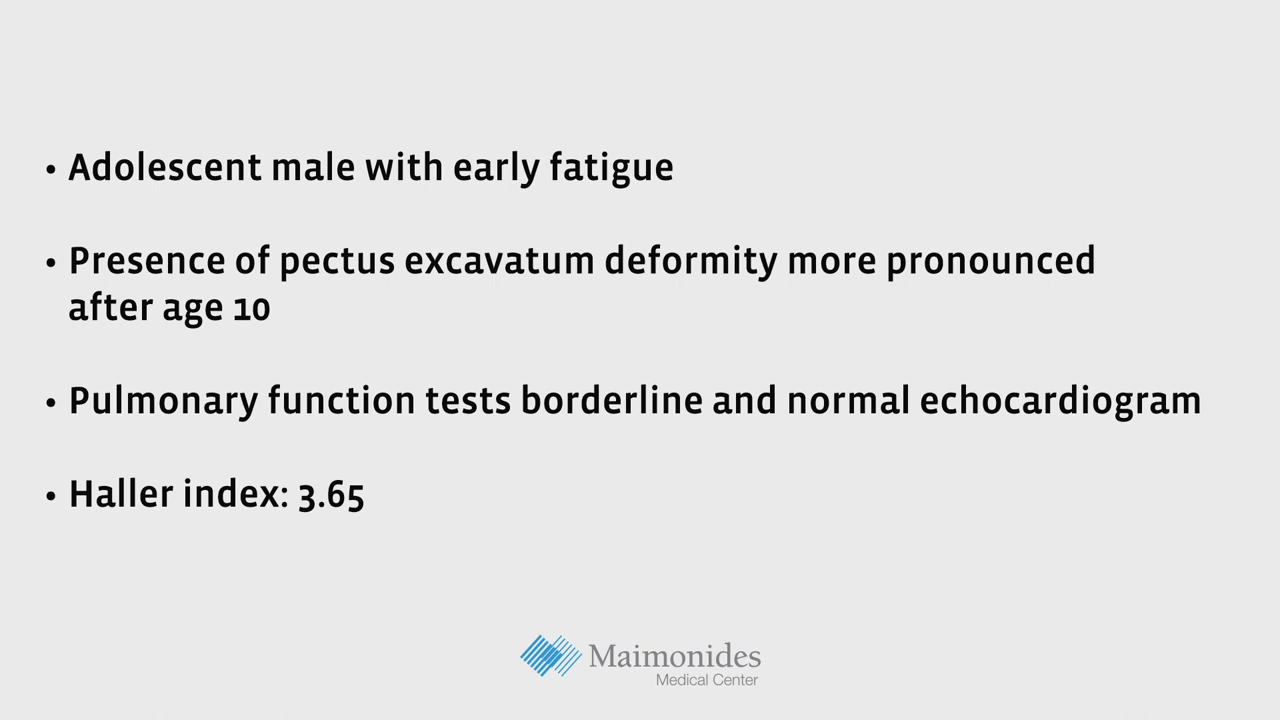 • Adolescent male with early fatigue
• Presence of pectus excavatum deformity more pronounced
after age 10
• Pulmonary function tests borderline and normal echocardiogram
• Haller index: 3.65
Maimonides
Medical Center